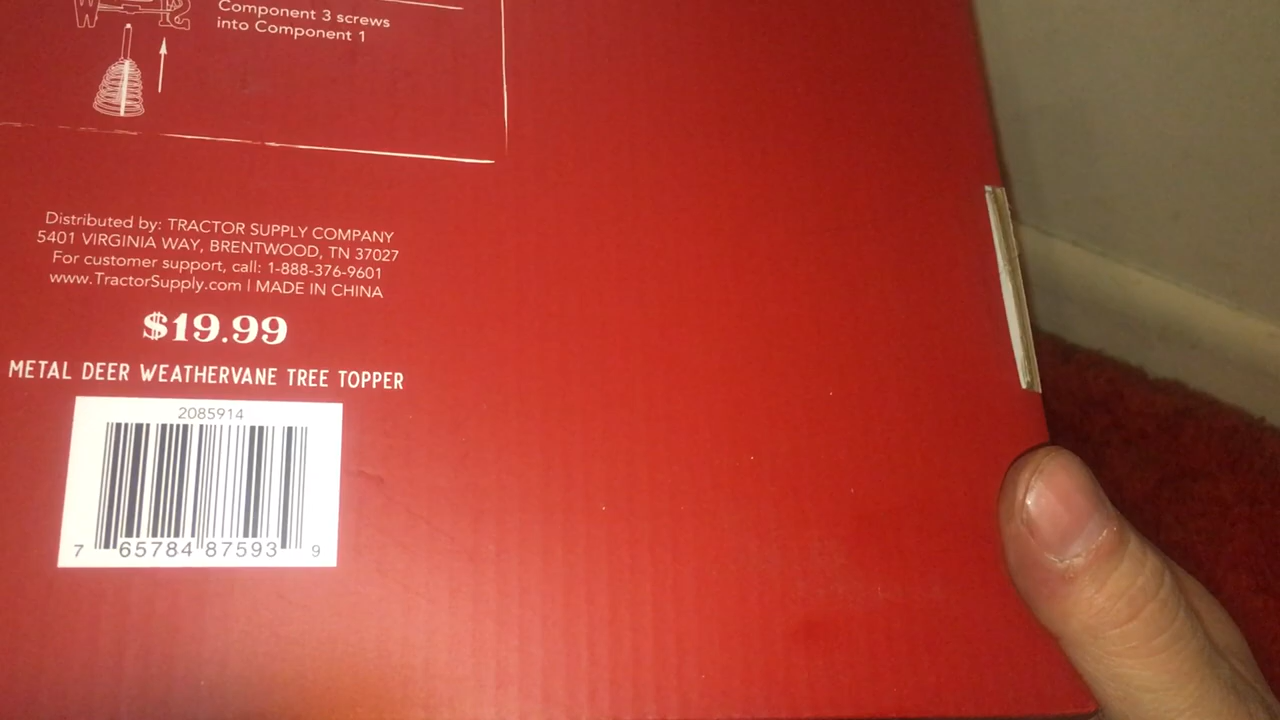 W S
Component 3 screws
into Component 1
Distributed by: TRACTOR SUPPLY COMPANY
5401 VIRGINIA WAY, BRENTWOOD, TN 37027
For customer support, call: 1-888-376-9601
www.TractorSupply.com | MADE IN CHINA
$19.99
METAL DEER WEATHERVANE TREE TOPPER
2085914
7 65784 87593 9